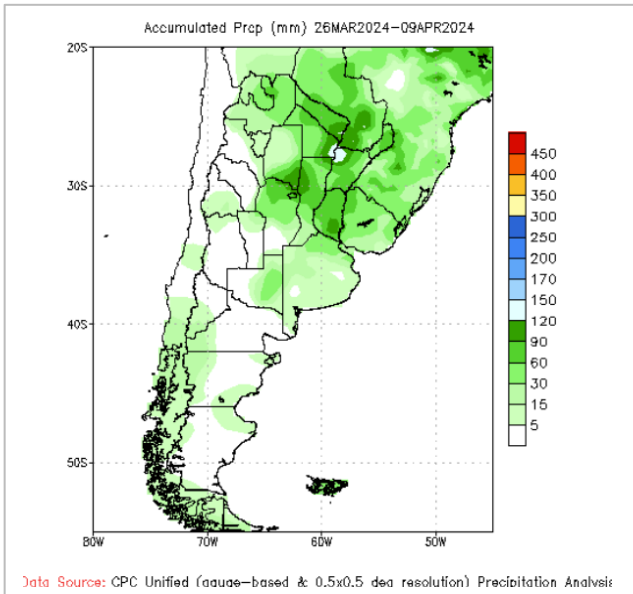 Accumulated Prcp (mm) 26MAR2024-09APR2024
20S
30S
40S
50S
80W
70W
60W
50W
450
400
350
300
250
200
170
150
120
90
60
30
15
5
Data Source: CPC Unified (gauge-based & 0.5x0.5 deg resolution) Precipitation Analysis